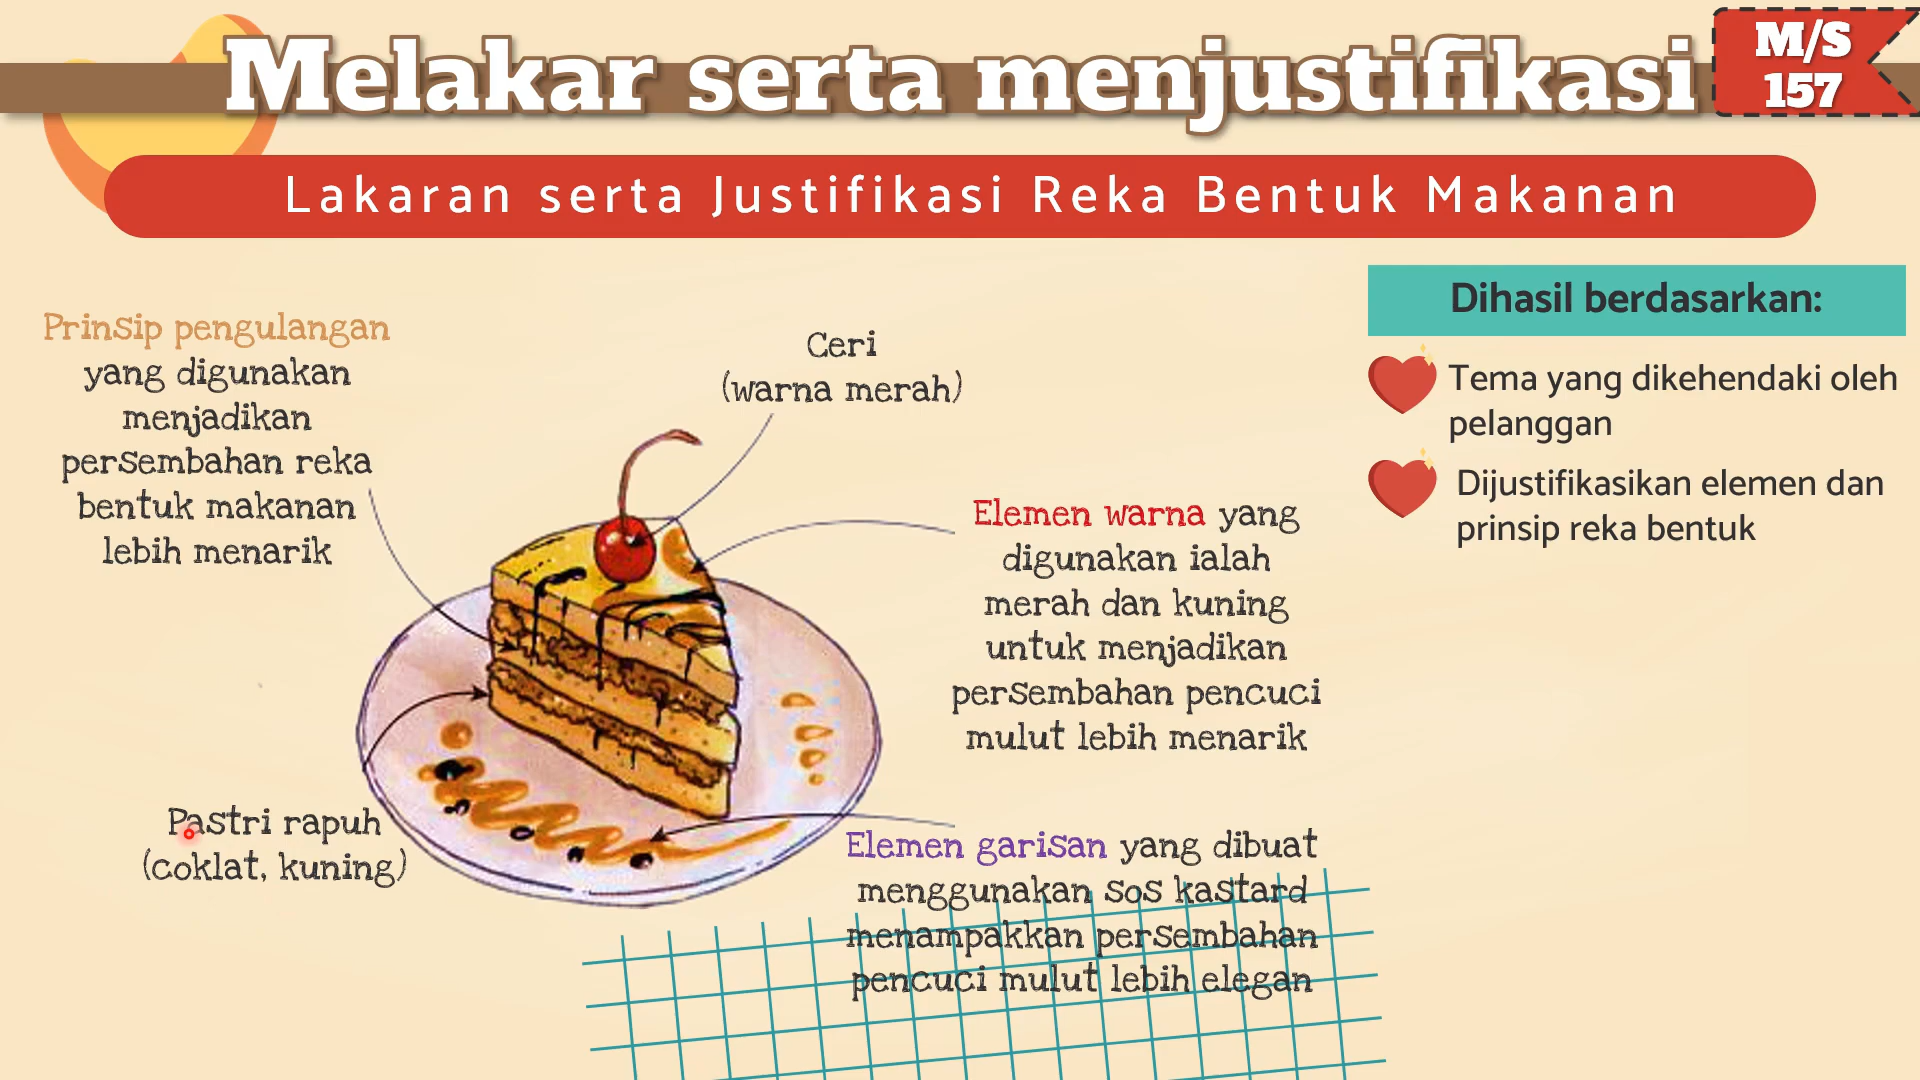 Melakar serta menjustifikasi
M/S
157
Lakaran serta Justifikasi Reka Bentuk Makanan
Prinsip pengulangan
yang digunakan
menjadikan
persembahan reka
bentuk makanan
lebih menarik
Ceri
(warna merah)
Elemen warna yang
digunakan ialah
merah dan kuning
untuk menjadikan
persembahan pencuci
mulut lebih menarik
Pastri rapuh
(coklat, kuning)
Elemen garisan yang dibuat
menggunakan sos kastard
menampakkan persembahan
pencuci mulut lebih elegan
Dihasil berdasarkan:
Tema yang dikehendaki oleh
pelanggan
Dijustifikasikan elemen dan
prinsip reka bentuk